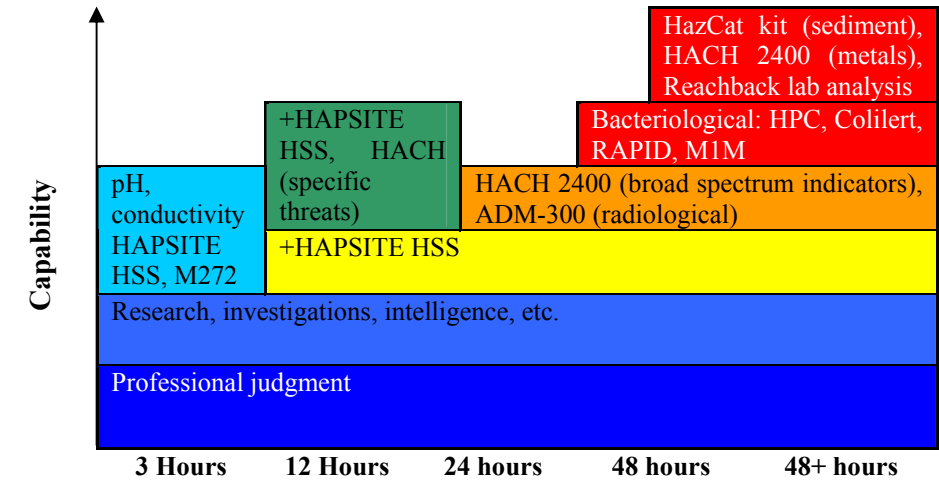 HazCat kit (sediment),
HACH 2400 (metals),
Reachback lab analysis
+HAPSITE
HSS, HACH
(specific
threats)
Bacteriological: HPC, Colilert,
RAPID, M1M
pH,
conductivity
HAPSITE
HSS, M272
HACH 2400 (broad spectrum indicators),
ADM-300 (radiological)
+HAPSITE HSS
Research, investigations, intelligence, etc.
Professional judgment
Capability
3 Hours 12 Hours 24 hours 48 hours 48+ hours